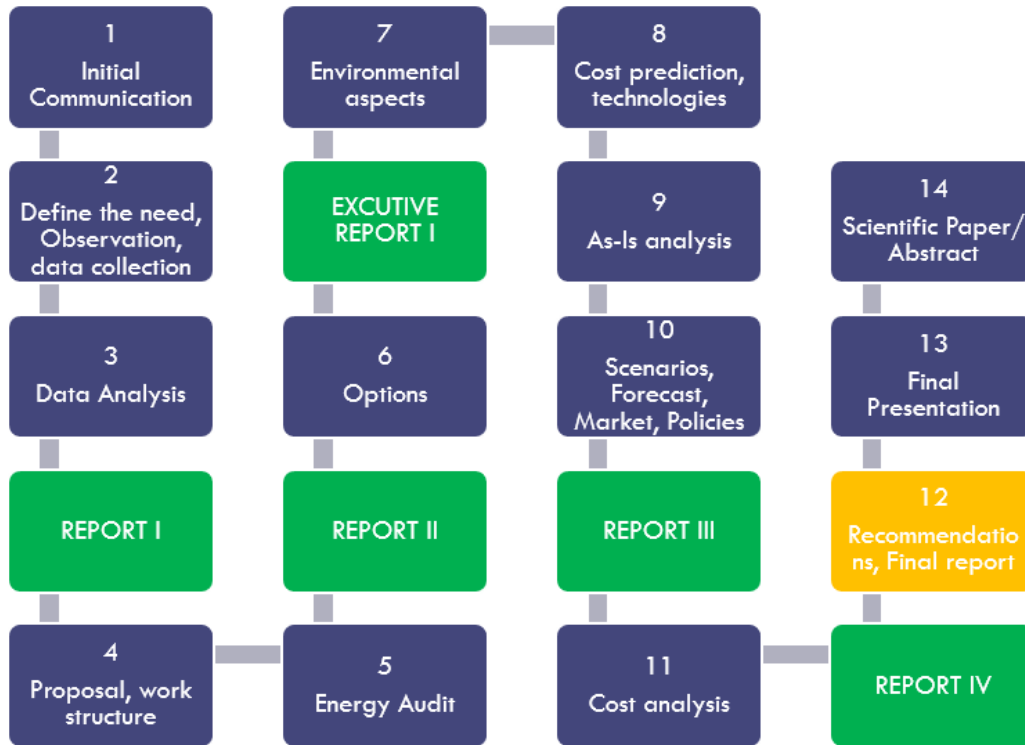 1
Initial
Communication
2
Define the need,
Observation,
data collection
3
Data Analysis
REPORT I
4
Proposal, work
structure
5
Energy Audit
REPORT II
6
Options
EXCUTIVE
REPORT I
7
Environmental
aspects
8
Cost prediction,
technologies
9
As-Is analysis
10
Scenarios,
Forecast,
Market, Policies
REPORT III
11
Cost analysis
REPORT IV
12
Recommendatio
ns, Final report
13
Final
Presentation
14
Scientific Paper/
Abstract